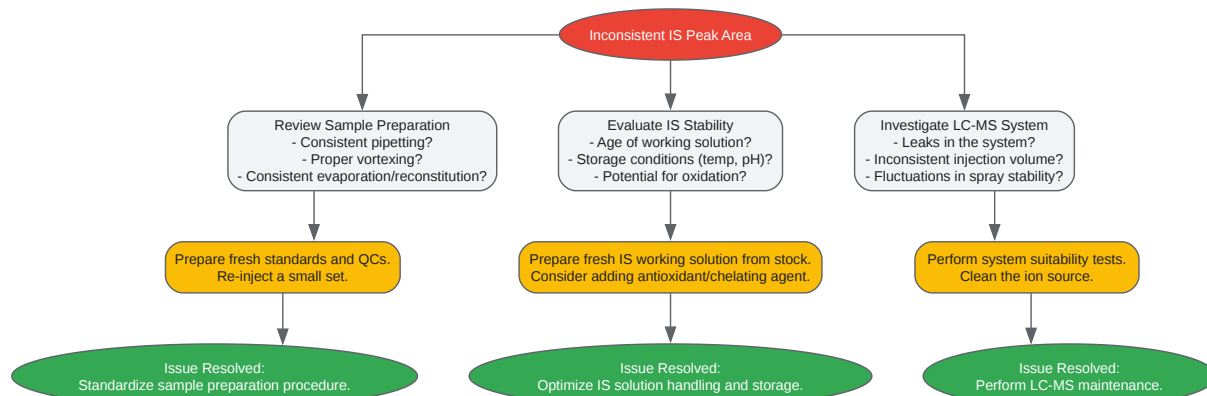 Inconsistent IS Peak Area
Review Sample Preparation
- Consistent pipetting?
- Proper vortexing?
- Consistent evaporation/reconstitution?
Evaluate IS Stability
- Age of working solution?
- Storage conditions (temp, pH)?
- Potential for oxidation?
Investigate LC-MS System
- Leaks in the system?
- Inconsistent injection volume?
- Fluctuations in spray stability?
Prepare fresh standards and QCs.
Re-inject a small set.
Prepare fresh IS working solution from stock.
Consider adding antioxidant/chelating agent.
Perform system suitability tests.
Clean the ion source.
Issue Resolved:
Standardize sample preparation procedure.
Issue Resolved:
Optimize IS solution handling and storage.
Issue Resolved:
Perform LC-MS maintenance.